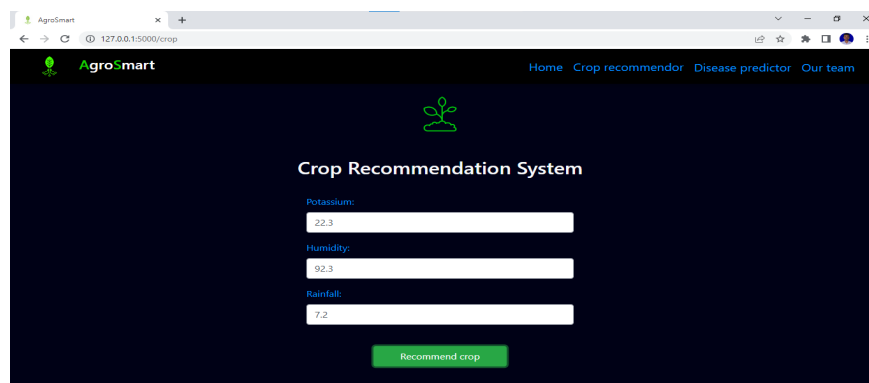 AgroSmart
127.0.0.1:5000/crop
AgroSmart
Home Crop recommendor Disease predictor Our team
Crop Recommendation System
Potassium:
22.3
Humidity:
92.3
Rainfall:
7.2
Recommend crop